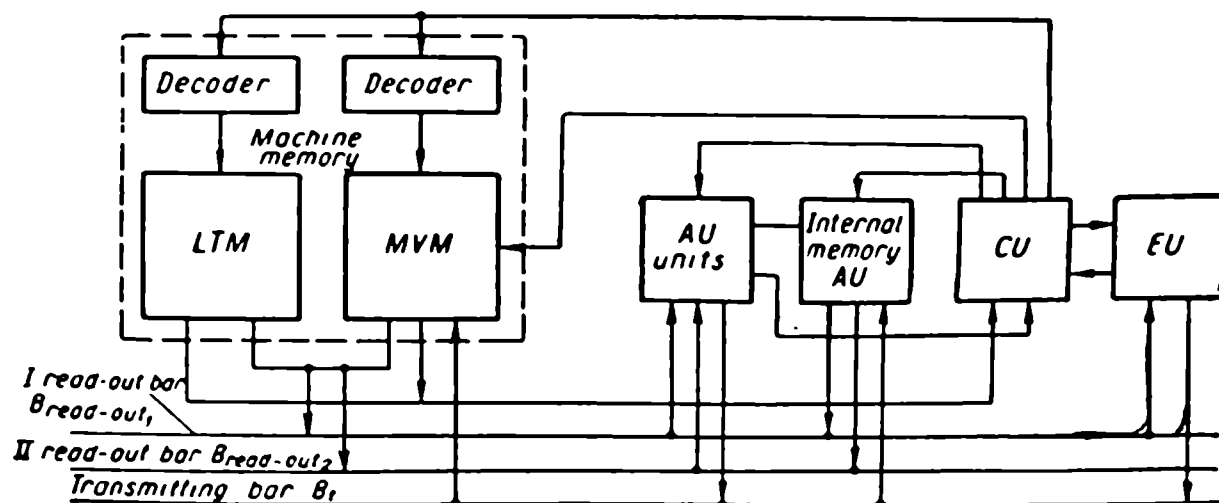 Decoder
Decoder
Machine
memory
LTM
MVM
AU
units
Internal
memory
AU
CU
EU
I read-out bar
Bread-out1
II read-out bar Bread-out2
Transmitting bar Bt